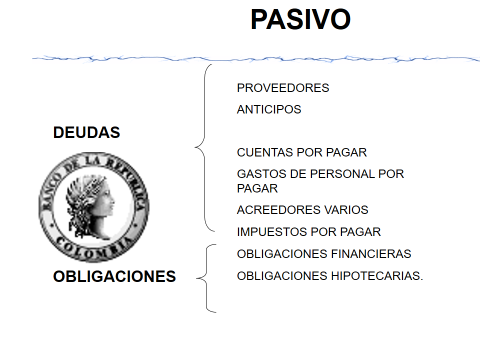 PASIVO
DEUDAS
PROVEEDORES
ANTICIPOS
CUENTAS POR PAGAR
GASTOS DE PERSONAL POR
PAGAR
ACREEDORES VARIOS
IMPUESTOS POR PAGAR
BANCO DE LA REPUBLICA
COLOMBIA
OBLIGACIONES
OBLIGACIONES FINANCIERAS
OBLIGACIONES HIPOTECARIAS.